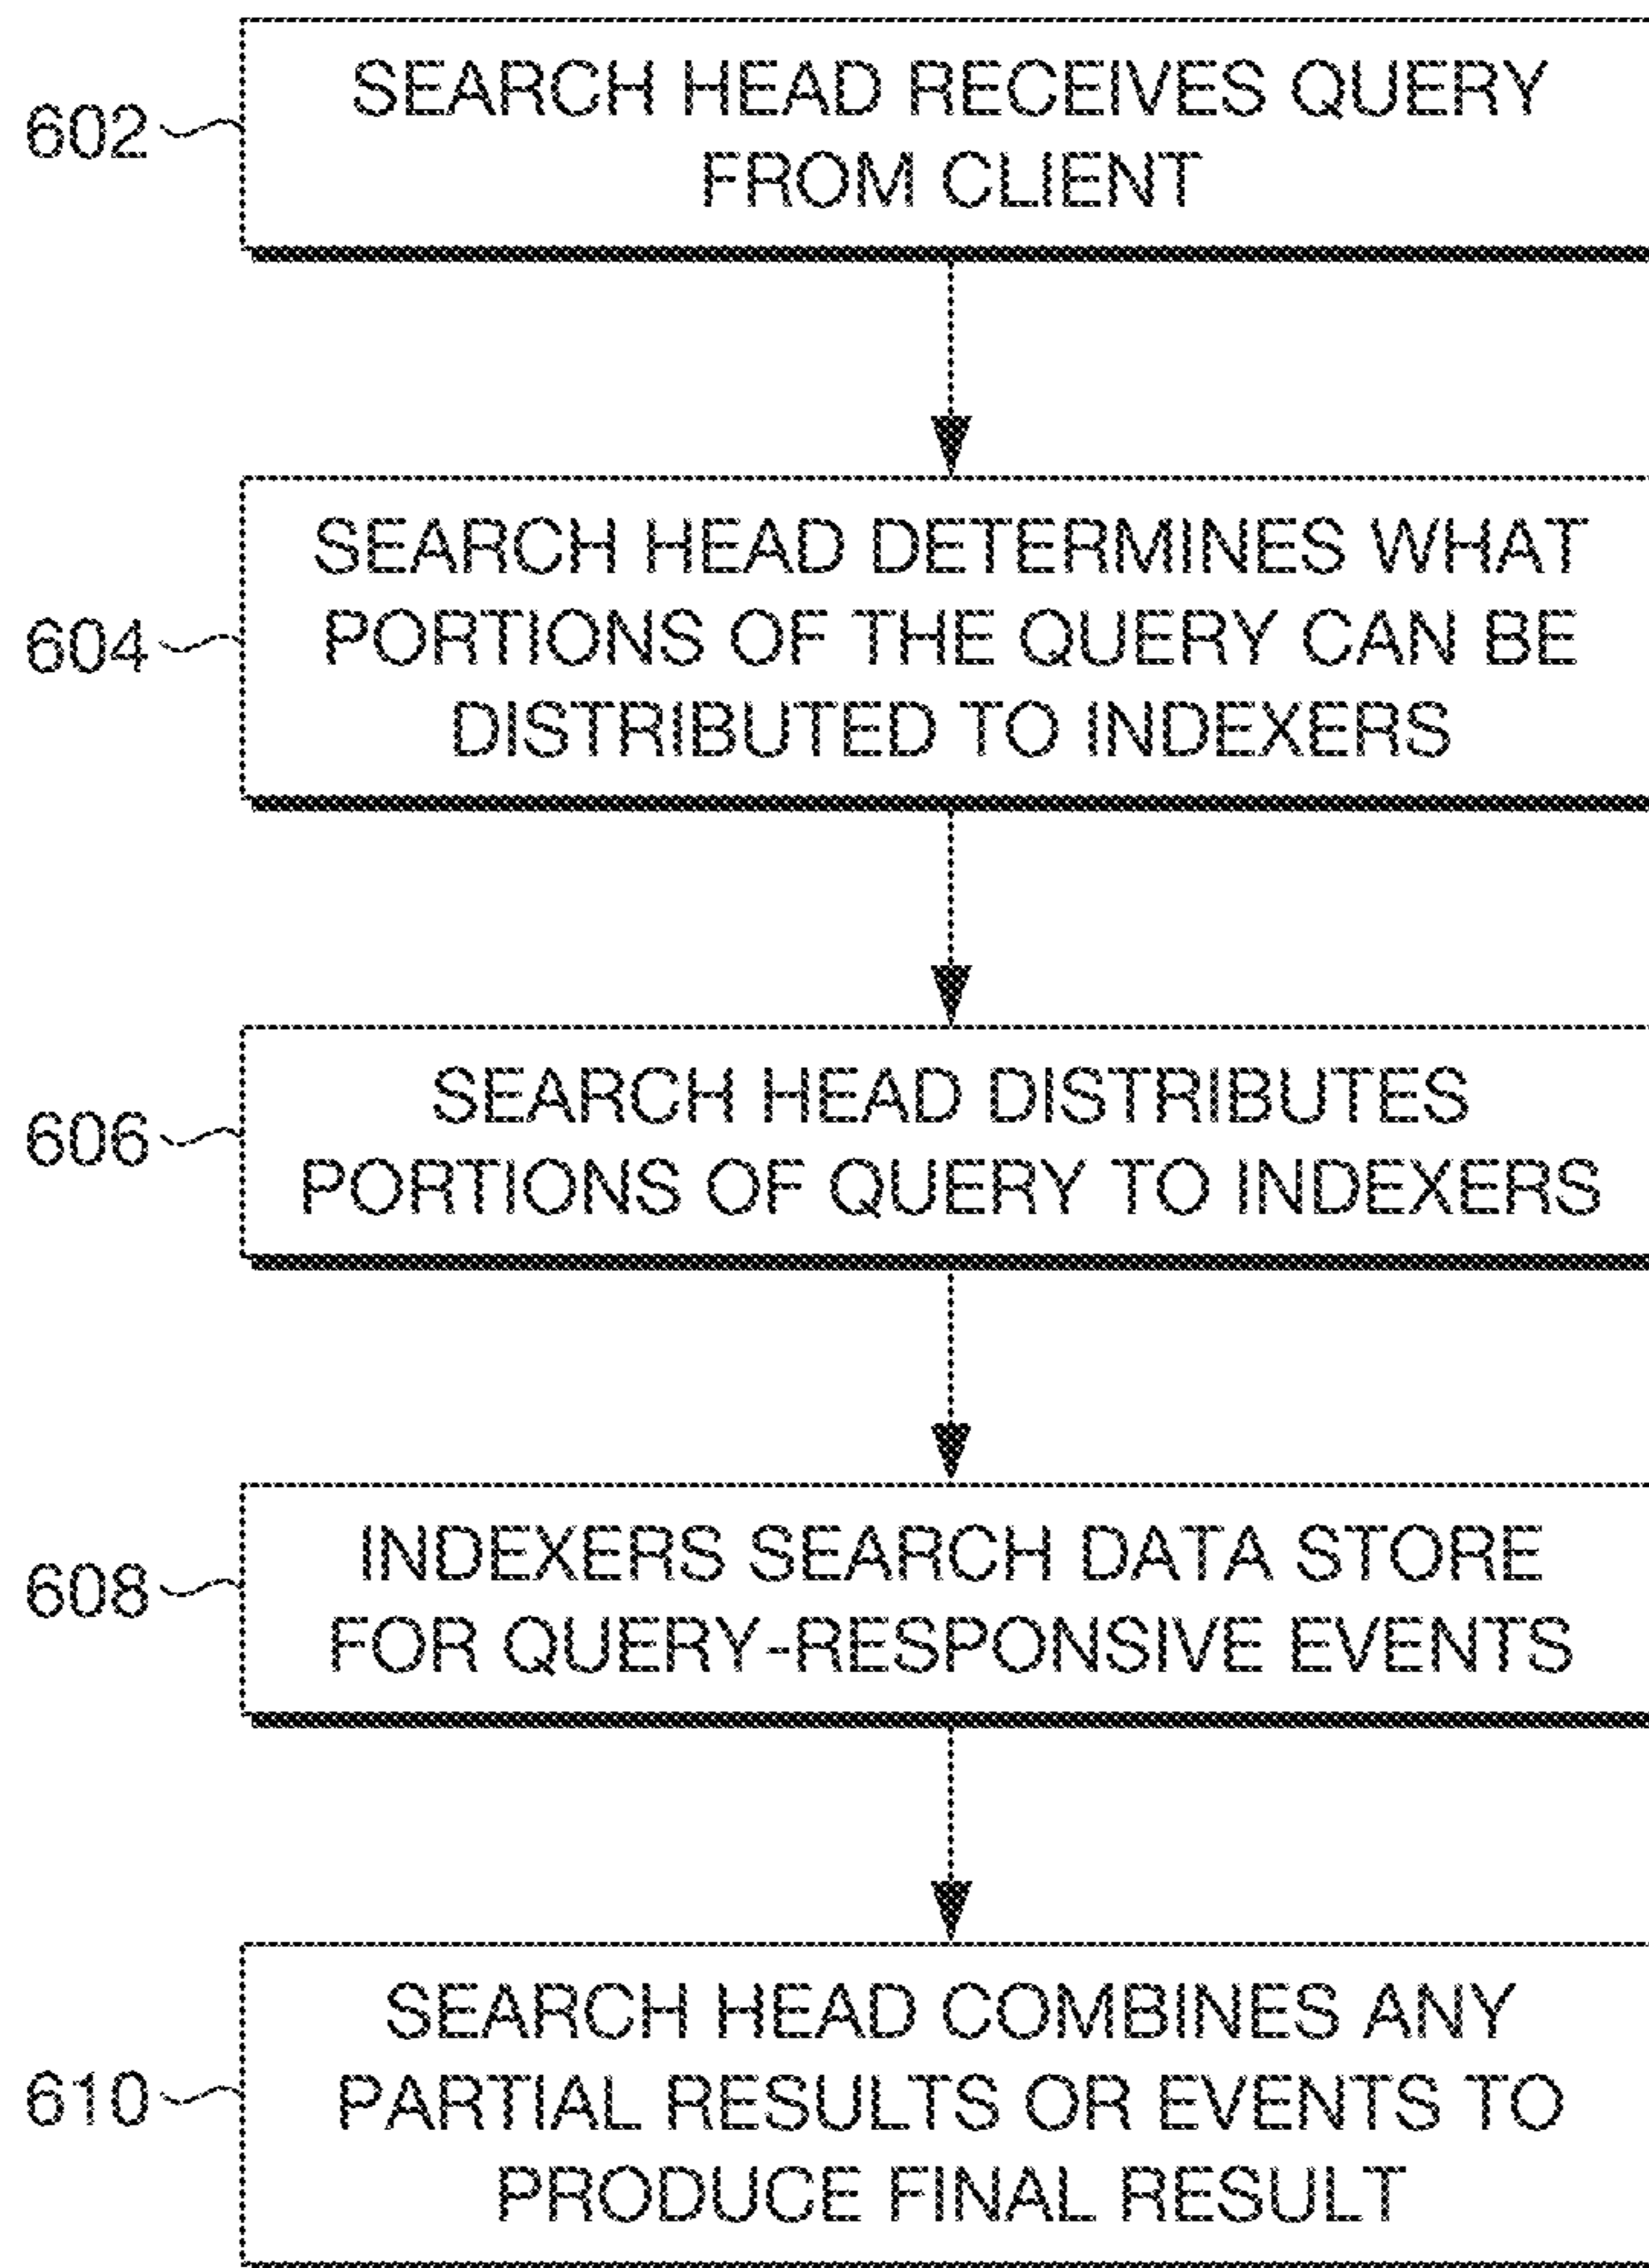 602
SEARCH HEAD RECEIVES QUERY
FROM CLIENT
604
SEARCH HEAD DETERMINES WHAT
PORTIONS OF THE QUERY CAN BE
DISTRIBUTED TO INDEXERS
606
SEARCH HEAD DISTRIBUTES
PORTIONS OF QUERY TO INDEXERS
608
INDEXERS SEARCH DATA STORE
FOR QUERY-RESPONSIVE EVENTS
610
SEARCH HEAD COMBINES ANY
PARTIAL RESULTS OR EVENTS TO
PRODUCE FINAL RESULT